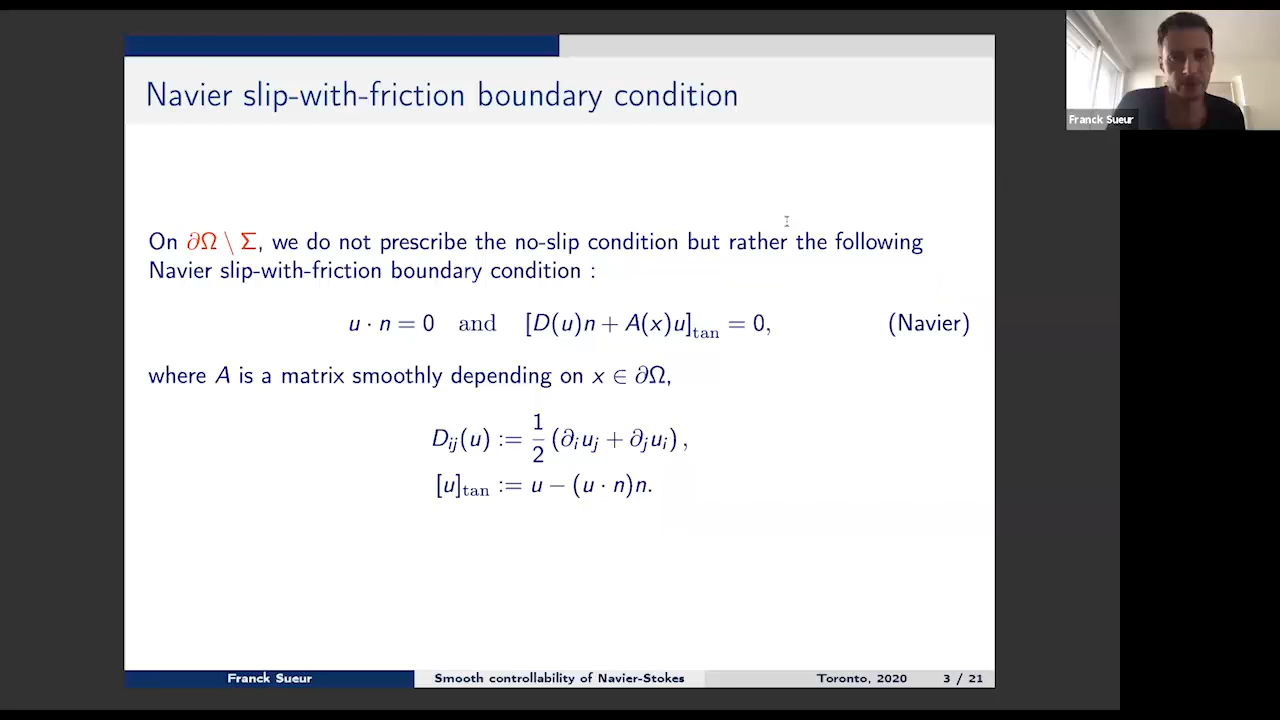 Navier slip-with-friction boundary condition
Franck Sueur
On ∂Ω \ Σ, we do not prescribe the no-slip condition but rather the following
Navier slip-with-friction boundary condition :
u · n = 0 and [D(u)n + A(x)u]_tan = 0, (Navier)
where A is a matrix smoothly depending on x ∈ ∂Ω,
D_ij(u) := 1/2 (∂_i u_j + ∂_j u_i),
[u]_tan := u − (u · n)n.
Franck Sueur Smooth controllability of Navier-Stokes Toronto, 2020 3 / 21